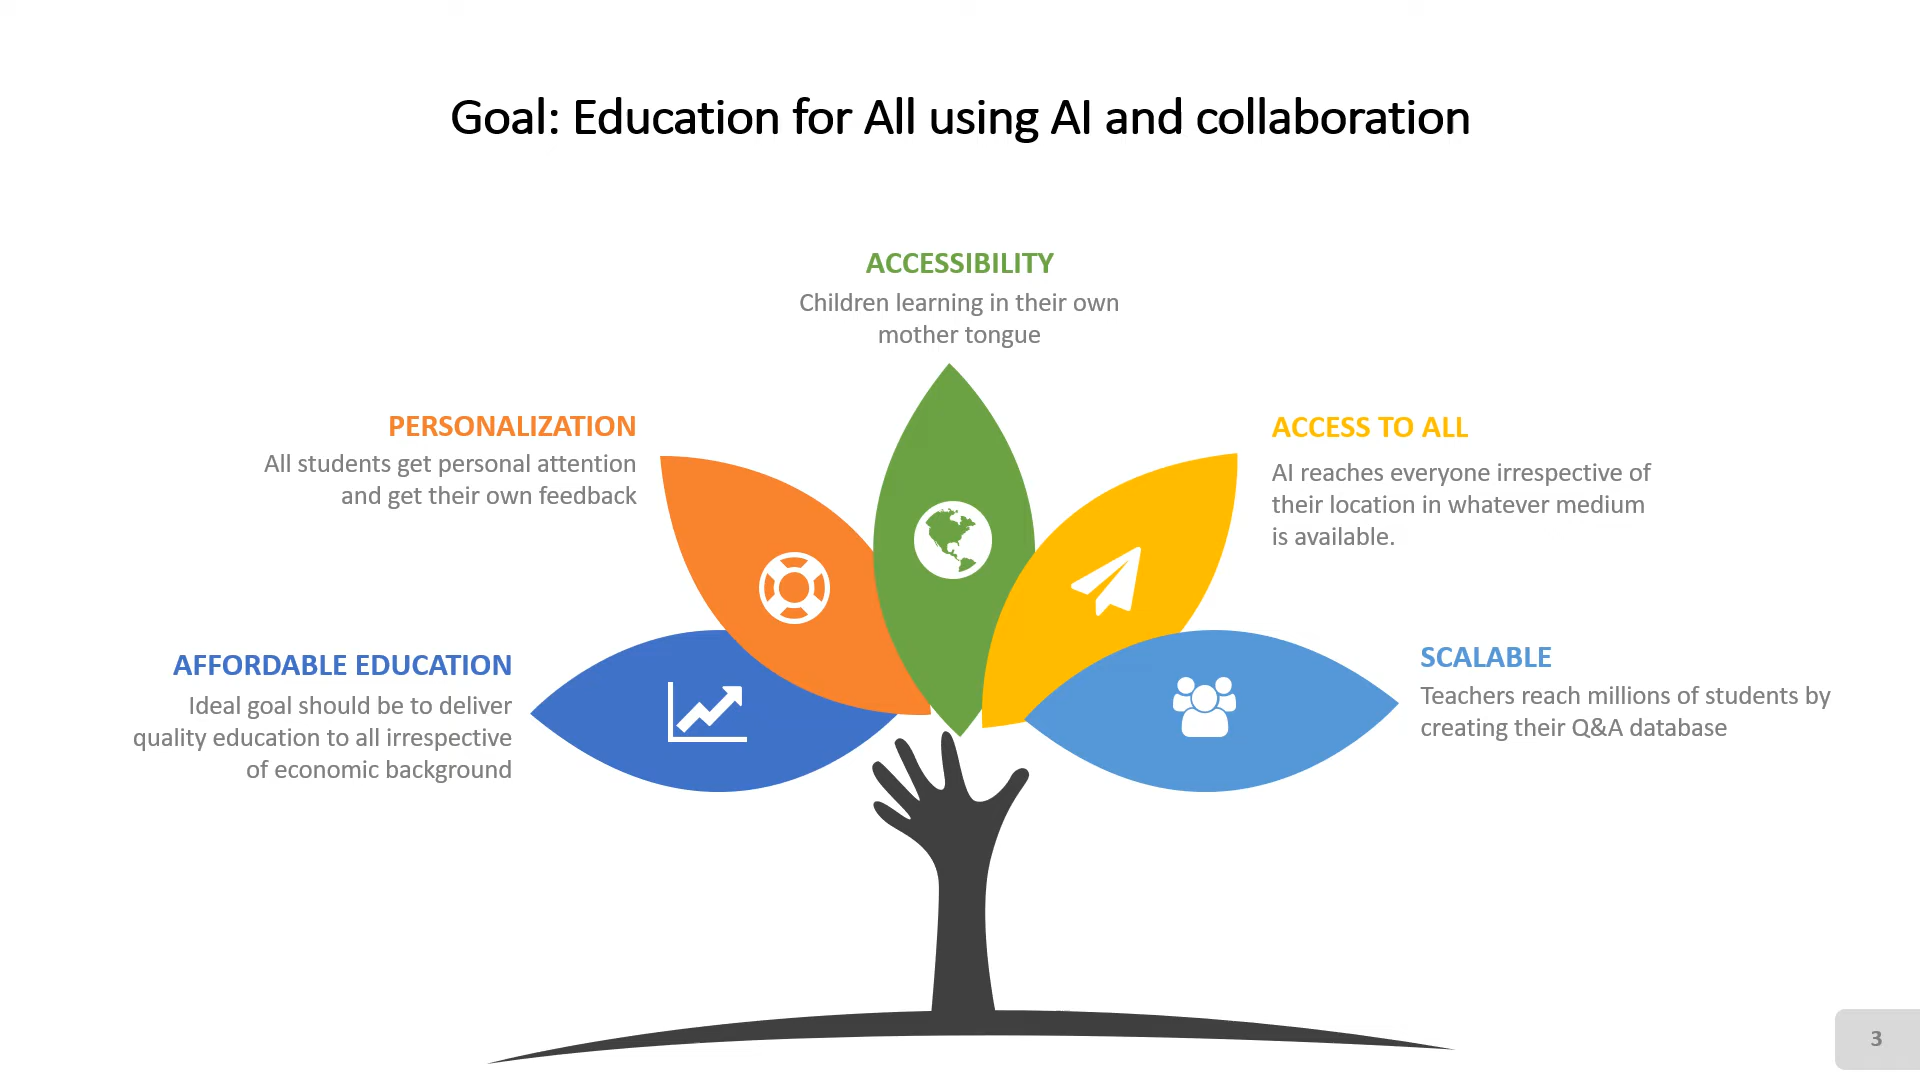 Goal: Education for All using AI and collaboration
ACCESSIBILITY
Children learning in their own
mother tongue
PERSONALIZATION
All students get personal attention
and get their own feedback
ACCESS TO ALL
AI reaches everyone irrespective of
their location in whatever medium
is available.
AFFORDABLE EDUCATION
Ideal goal should be to deliver
quality education to all irrespective
of economic background
SCALABLE
Teachers reach millions of students by
creating their Q&A database
3